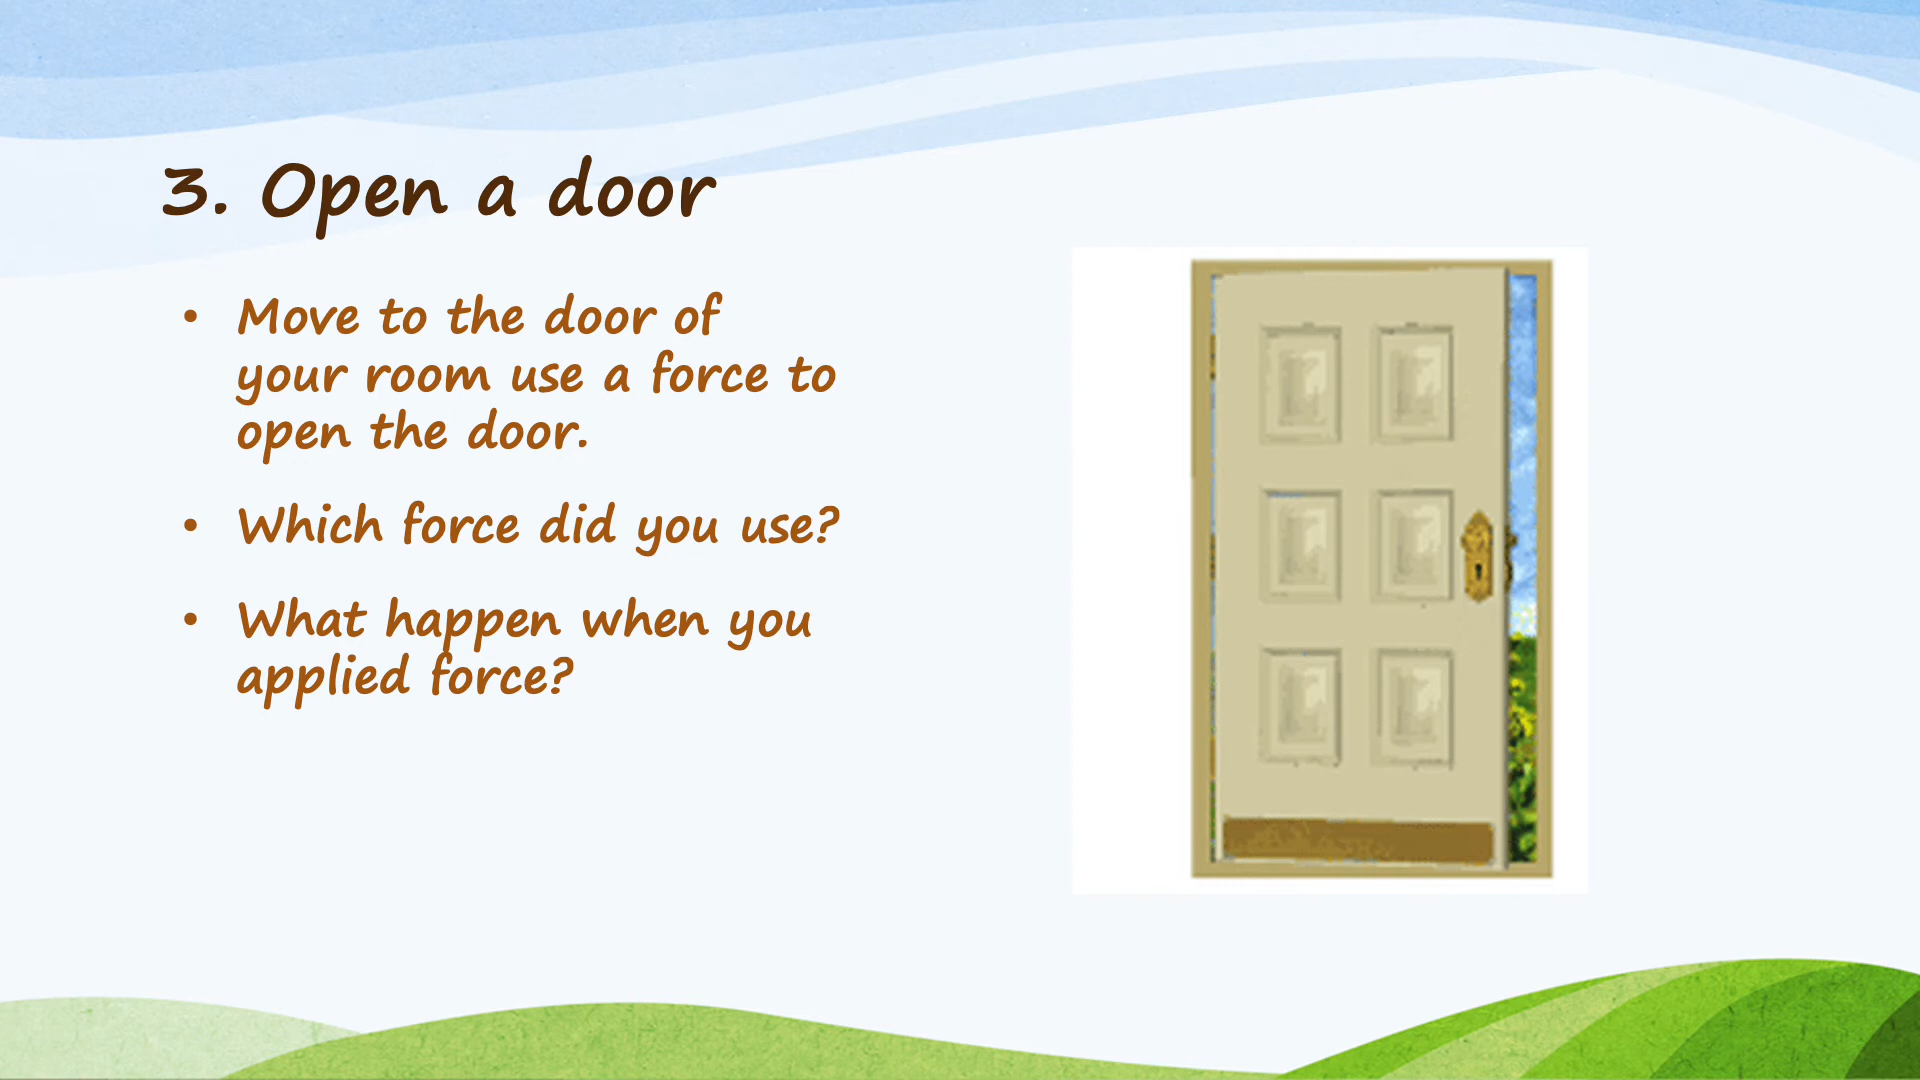 3. Open a door
• Move to the door of
your room use a force to
open the door.
• Which force did you use?
• What happen when you
applied force?